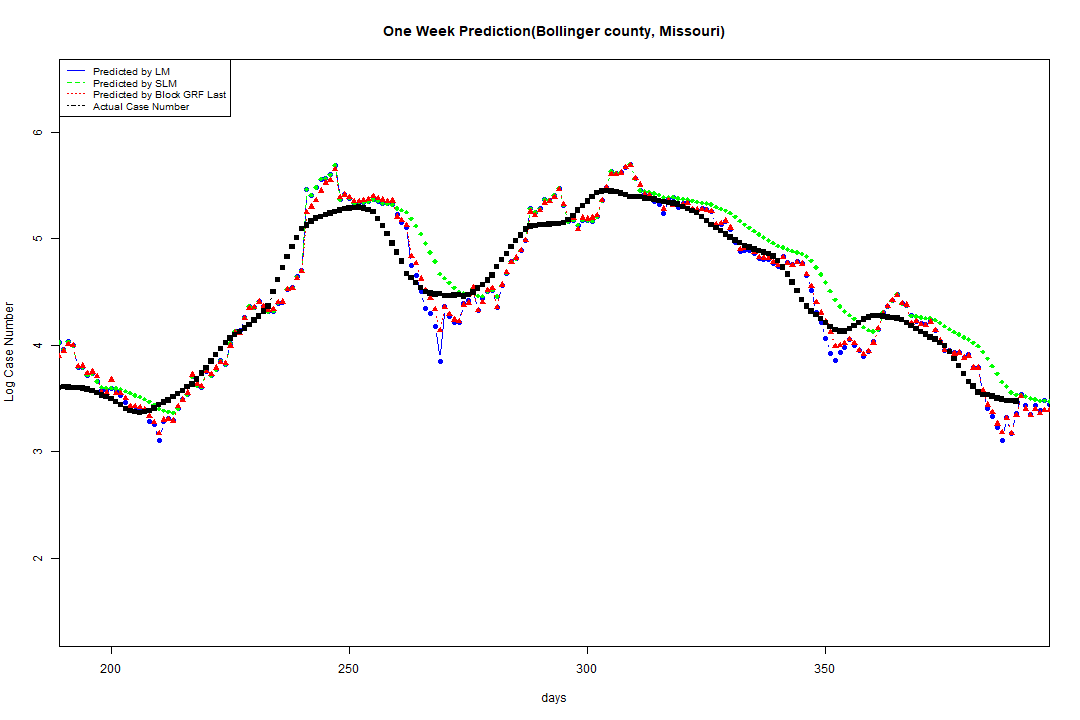 One Week Prediction(Bollinger county, Missouri)
Predicted by LM
Predicted by SLM
Predicted by Block GRF Last
Actual Case Number
6
5
4
3
2
Log Case Number
200 250 300 350
days